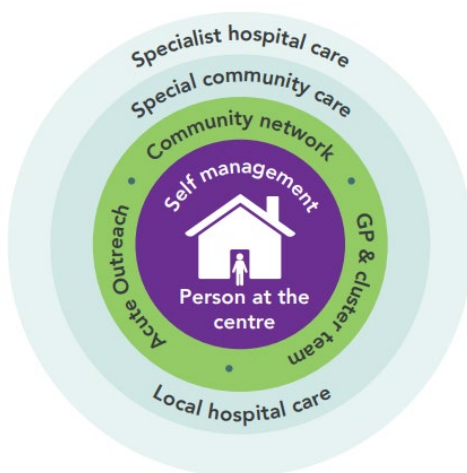 Specialist hospital care
Special community care
Community network
Self management
Acute Outreach
GP & cluster team
Person at the
centre
Local hospital care